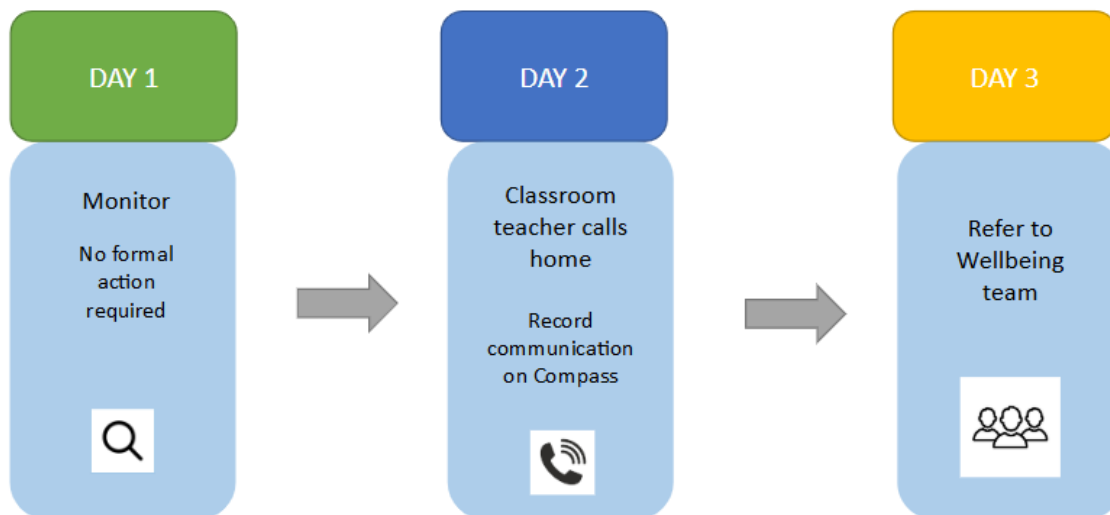 DAY 1
Monitor
No formal
action
required
DAY 2
Classroom
teacher calls
home
Record
communication
on Compass
DAY 3
Refer to
Wellbeing
team